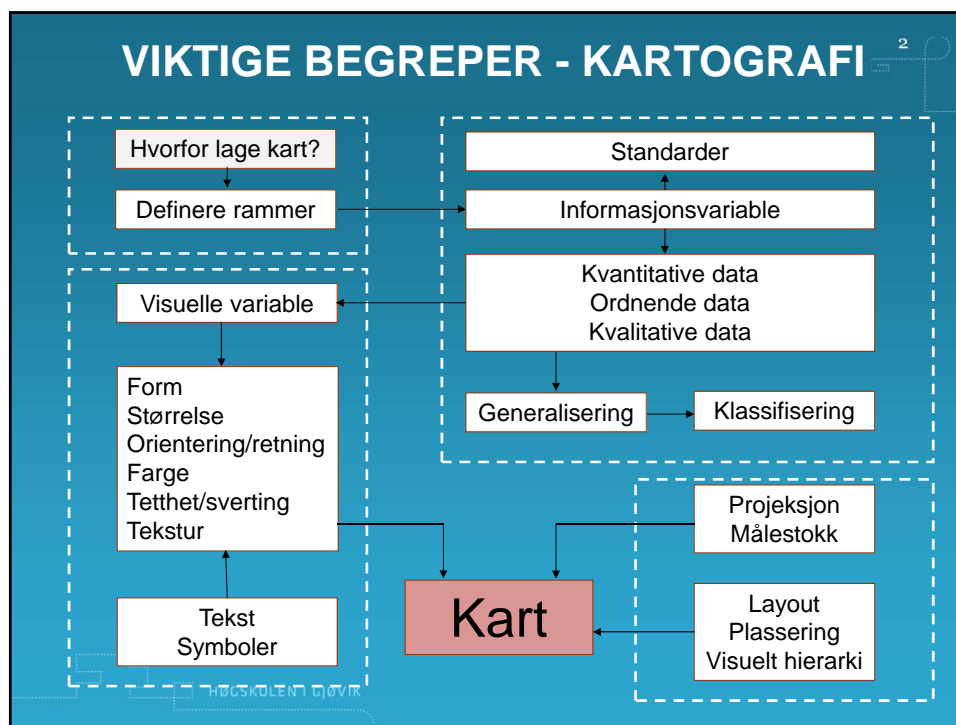 VIKTIGE BEGREPER - KARTOGRAFI
2
Hvorfor lage kart?
Definere rammer
Standarder
Informasjonsvariable
Kvantitative data
Ordnende data
Kvalitative data
Generalisering
Klassifisering
Visuelle variable
Form
Størrelse
Orientering/retning
Farge
Tetthet/sverting
Tekstur
Tekst
Symboler
Projeksjon
Målestokk
Layout
Plassering
Visuelt hierarki
Kart
HØGSKOLEN I GJØVIK